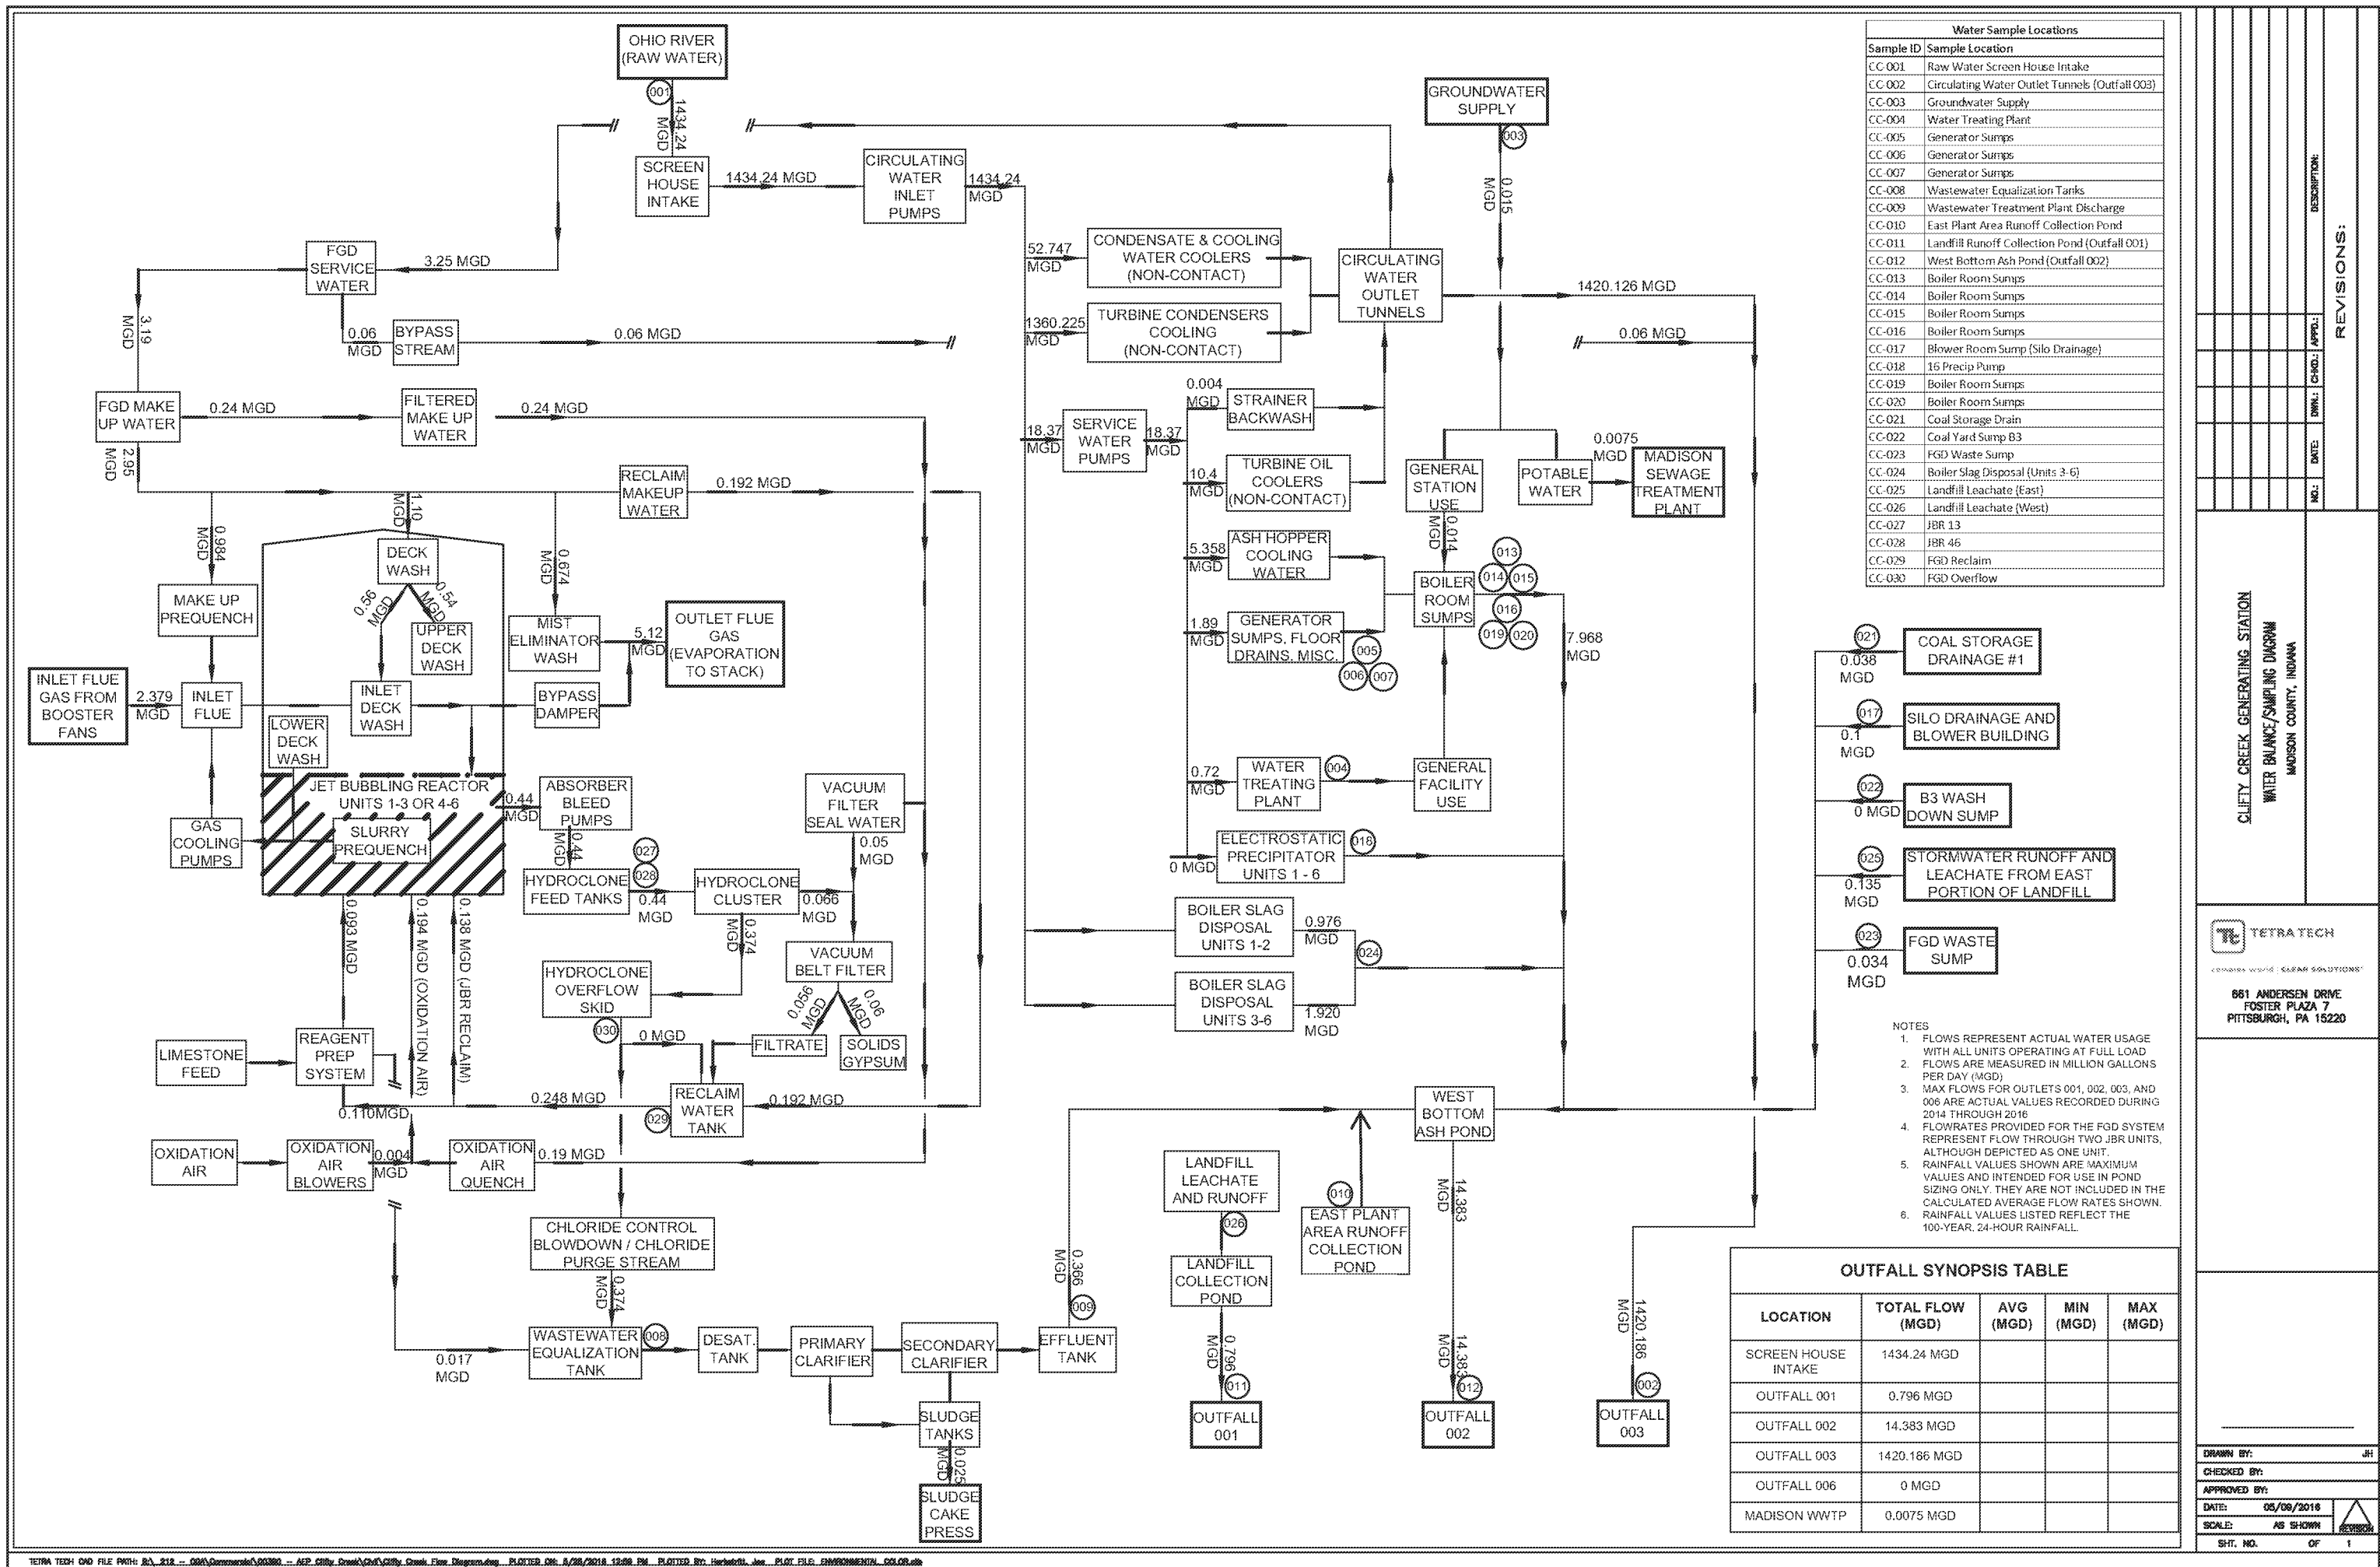 OHIO RIVER
(RAW WATER)
001
1434.24
MGD
SCREEN
HOUSE
INTAKE
1434.24 MGD
CIRCULATING
WATER
INLET
PUMPS
1434.24
MGD
GROUNDWATER
SUPPLY
003
0.015
MGD
FGD
SERVICE
WATER
3.25 MGD
3.19
MGD
0.06
MGD
BYPASS
STREAM
0.06 MGD
52.747
MGD
CONDENSATE & COOLING
WATER COOLERS
(NON-CONTACT)
1360.225
MGD
TURBINE CONDENSERS
COOLING
(NON-CONTACT)
CIRCULATING
WATER
OUTLET
TUNNELS
1420.126 MGD
0.06 MGD
FGD MAKE
UP WATER
0.24 MGD
FILTERED
MAKE UP
WATER
0.24 MGD
2.95
MGD
RECLAIM
MAKEUP
WATER
0.192 MGD
18.37
MGD
SERVICE
WATER
PUMPS
18.37
MGD
0.004
MGD
STRAINER
BACKWASH
10.4
MGD
TURBINE OIL
COOLERS
(NON-CONTACT)
5.358
MGD
ASH HOPPER
COOLING
WATER
1.89
MGD
GENERATOR
SUMPS, FLOOR
DRAINS, MISC.
005
006
007
GENERAL
STATION
USE
0.014
MGD
POTABLE
WATER
0.0075
MGD
MADISON
SEWAGE
TREATMENT
PLANT
BOILER
ROOM
SUMPS
013
014
015
016
019
020
7.968
MGD
0.984
MGD
MAKE UP
PREQUENCH
1.10
MGD
DECK
WASH
0.56
MGD
0.54
MGD
UPPER
DECK
WASH
0.674
MGD
MIST
ELIMINATOR
WASH
5.12
MGD
OUTLET FLUE
GAS
(EVAPORATION
TO STACK)
INLET FLUE
GAS FROM
BOOSTER
FANS
2.379
MGD
INLET
FLUE
INLET
DECK
WASH
BYPASS
DAMPER
LOWER
DECK
WASH
JET BUBBLING REACTOR
UNITS 1-3 OR 4-6
SLURRY
PREQUENCH
GAS
COOLING
PUMPS
0.44
MGD
ABSORBER
BLEED
PUMPS
0.44
MGD
027
028
HYDROCLONE
FEED TANKS
0.44
MGD
HYDROCLONE
CLUSTER
0.066
MGD
VACUUM
FILTER
SEAL WATER
0.05
MGD
0.374
MGD
VACUUM
BELT FILTER
0.056
MGD
0.06
MGD
FILTRATE
SOLIDS
GYPSUM
HYDROCLONE
OVERFLOW
SKID
030
0 MGD
0.093 MGD
0.194 MGD (OXIDATION AIR)
0.138 MGD (JBR RECLAIM)
LIMESTONE
FEED
REAGENT
PREP
SYSTEM
0.110MGD
0.248 MGD
RECLAIM
WATER
TANK
029
0.192 MGD
OXIDATION
AIR
OXIDATION
AIR
BLOWERS
0.004
MGD
OXIDATION
AIR
QUENCH
0.19 MGD
0.72
MGD
WATER
TREATING
PLANT
004
GENERAL
FACILITY
USE
0 MGD
ELECTROSTATIC
PRECIPITATOR
UNITS 1 - 6
018
BOILER SLAG
DISPOSAL
UNITS 1-2
0.976
MGD
024
BOILER SLAG
DISPOSAL
UNITS 3-6
1.920
MGD
021
0.038
MGD
COAL STORAGE
DRAINAGE #1
017
0.1
MGD
SILO DRAINAGE AND
BLOWER BUILDING
022
0 MGD
B3 WASH
DOWN SUMP
025
0.135
MGD
STORMWATER RUNOFF AND
LEACHATE FROM EAST
PORTION OF LANDFILL
023
0.034
MGD
FGD WASTE
SUMP
CHLORIDE CONTROL
BLOWDOWN / CHLORIDE
PURGE STREAM
0.374
MGD
0.017
MGD
WASTEWATER
EQUALIZATION
TANK
008
DESAT.
TANK
PRIMARY
CLARIFIER
SECONDARY
CLARIFIER
EFFLUENT
TANK
009
0.366
MGD
SLUDGE
TANKS
0.025
MGD
SLUDGE
CAKE
PRESS
WEST
BOTTOM
ASH POND
LANDFILL
LEACHATE
AND RUNOFF
026
LANDFILL
COLLECTION
POND
0.796
MGD
011
OUTFALL
001
010
EAST PLANT
AREA RUNOFF
COLLECTION
POND
14.383
MGD
14.383
MGD
012
OUTFALL
002
1420.186
MGD
002
OUTFALL
003
Water Sample Locations
Sample ID Sample Location
CC-001 Raw Water Screen House Intake
CC-002 Circulating Water Outlet Tunnels (Outfall 003)
CC-003 Groundwater Supply
CC-004 Water Treating Plant
CC-005 Generator Sumps
CC-006 Generator Sumps
CC-007 Generator Sumps
CC-008 Wastewater Equalization Tanks
CC-009 Wastewater Treatment Plant Discharge
CC-010 East Plant Area Runoff Collection Pond
CC-011 Landfill Runoff Collection Pond (Outfall 001)
CC-012 West Bottom Ash Pond (Outfall 002)
CC-013 Boiler Room Sumps
CC-014 Boiler Room Sumps
CC-015 Boiler Room Sumps
CC-016 Boiler Room Sumps
CC-017 Blower Room Sump (Silo Drainage)
CC-018 16 Precip Pump
CC-019 Boiler Room Sumps
CC-020 Boiler Room Sumps
CC-021 Coal Storage Drain
CC-022 Coal Yard Sump B3
CC-023 FGD Waste Sump
CC-024 Boiler Slag Disposal (Units 3-6)
CC-025 Landfill Leachate (East)
CC-026 Landfill Leachate (West)
CC-027 JBR 13
CC-028 JBR 46
CC-029 FGD Reclaim
CC-030 FGD Overflow
NOTES
1. FLOWS REPRESENT ACTUAL WATER USAGE
WITH ALL UNITS OPERATING AT FULL LOAD
2. FLOWS ARE MEASURED IN MILLION GALLONS
PER DAY (MGD)
3. MAX FLOWS FOR OUTLETS 001, 002, 003, AND
006 ARE ACTUAL VALUES RECORDED DURING
2014 THROUGH 2016
4. FLOWRATES PROVIDED FOR THE FGD SYSTEM
REPRESENT FLOW THROUGH TWO JBR UNITS,
ALTHOUGH DEPICTED AS ONE UNIT.
5. RAINFALL VALUES SHOWN ARE MAXIMUM
VALUES AND INTENDED FOR USE IN POND
SIZING ONLY. THEY ARE NOT INCLUDED IN THE
CALCULATED AVERAGE FLOW RATES SHOWN.
6. RAINFALL VALUES LISTED REFLECT THE
100-YEAR, 24-HOUR RAINFALL.
OUTFALL SYNOPSIS TABLE
LOCATION TOTAL FLOW (MGD) AVG (MGD) MIN (MGD) MAX (MGD)
SCREEN HOUSE INTAKE 1434.24 MGD
OUTFALL 001 0.796 MGD
OUTFALL 002 14.383 MGD
OUTFALL 003 1420.186 MGD
OUTFALL 006 0 MGD
MADISON WWTP 0.0075 MGD
REVISIONS:
NO.: DATE: DWN.: CHKD.: APPD.: DESCRIPTION:
CLIFTY CREEK GENERATING STATION
WATER BALANCE/SAMPLING DIAGRAM
MADISON COUNTY, INDIANA
Tt TETRA TECH
complex world | CLEAR SOLUTIONS
661 ANDERSEN DRIVE
FOSTER PLAZA 7
PITTSBURGH, PA 15220
DRAWN BY: JH
CHECKED BY:
APPROVED BY:
DATE: 05/09/2016
SCALE: AS SHOWN
REVISION
SHT. NO. OF 1
TETRA TECH CAD FILE PATH: PLOTTED BY: PLOT FILE: ENVIRONMENTAL_COLOR.ctb